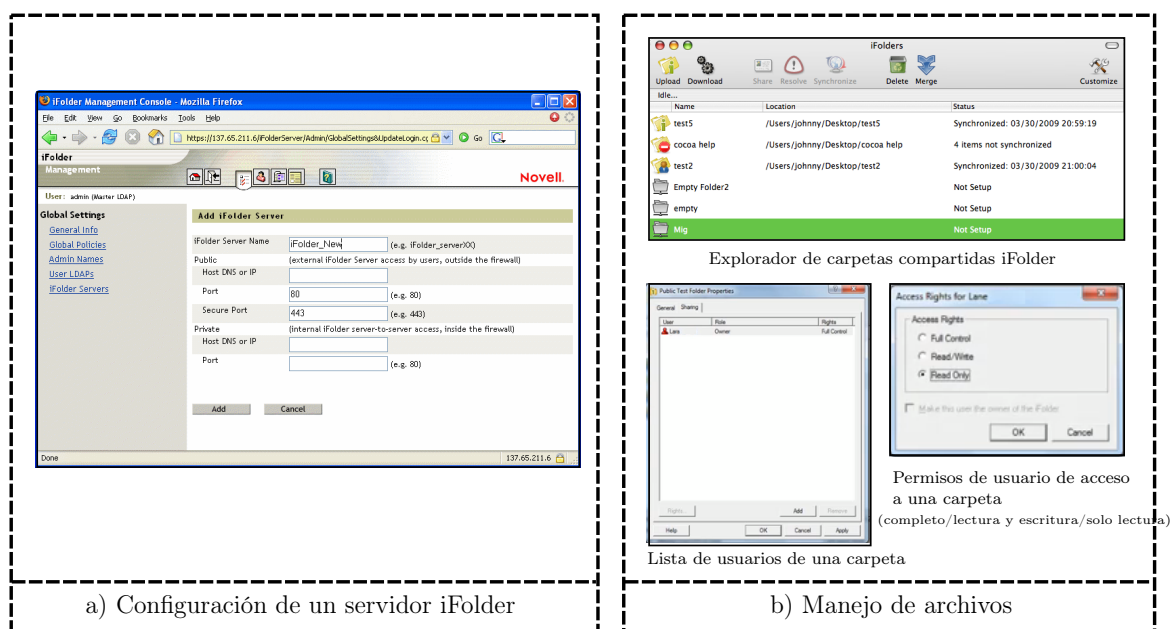 iFolder Management Console - Mozilla Firefox
File Edit View Go Bookmarks Tools Help
https://137.65.211.6/iFolderServer/Admin/GlobalSettings&UpdateLogin.cc Go
iFolder
Management
Novell.
User: admin (Master LDAP)
Global Settings
General Info
Global Policies
Admin Names
User LDAPs
iFolder Servers
Add iFolder Server
iFolder Server Name iFolder_New (e.g. iFolder_serverXX)
Public (external iFolder Server access by users, outside the firewall)
Host DNS or IP
Port 80 (e.g. 80)
Secure Port 443 (e.g. 443)
Private (internal iFolder server-to-server access, inside the firewall)
Host DNS or IP
Port (e.g. 80)
Add Cancel
Done 137.65.211.6
a) Configuración de un servidor iFolder
iFolders
Upload Download Share Resolve Synchronize Delete Merge Customize
Idle...
Name Location Status
test5 /Users/johnny/Desktop/test5 Synchronized: 03/30/2009 20:59:19
cocoa help /Users/johnny/Desktop/cocoa help 4 items not synchronized
test2 /Users/johnny/Desktop/test2 Synchronized: 03/30/2009 21:00:04
Empty Folder2 Not Setup
empty Not Setup
Mig Not Setup
Explorador de carpetas compartidas iFolder
Public Test Folder Properties
General Sharing
User Role Rights
Lara Owner Full Control
Rights... Add Remove
Help OK Cancel Apply
Lista de usuarios de una carpeta
Access Rights for Lane
Access Rights
Full Control
Read/Write
Read Only
Make this user the owner of the iFolder
OK Cancel
Permisos de usuario de acceso
a una carpeta
(completo/lectura y escritura/solo lectura)
b) Manejo de archivos